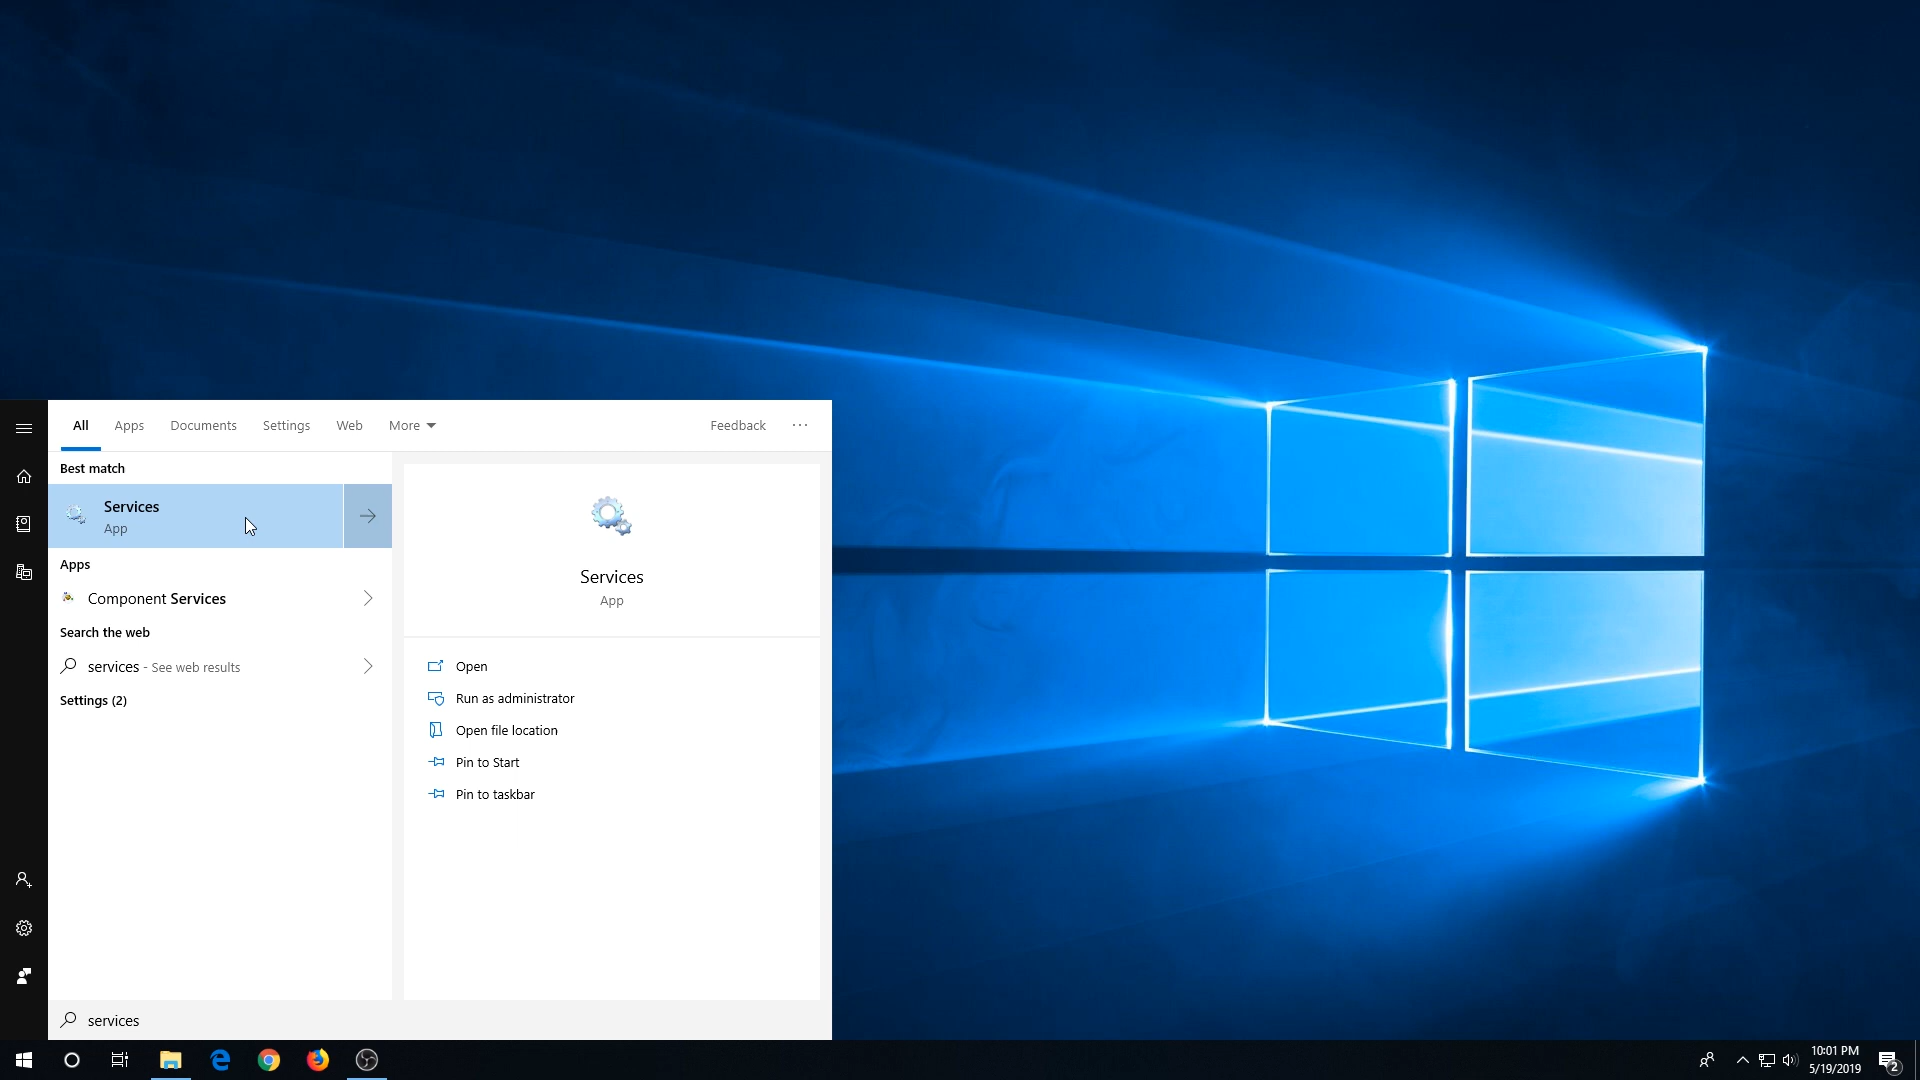 All Apps Documents Settings Web More Feedback ...
Best match
Services
App
Apps
Component Services
Search the web
services - See web results
Settings (2)
Services
App
Open
Run as administrator
Open file location
Pin to Start
Pin to taskbar
services
10:01 PM
5/19/2019
2